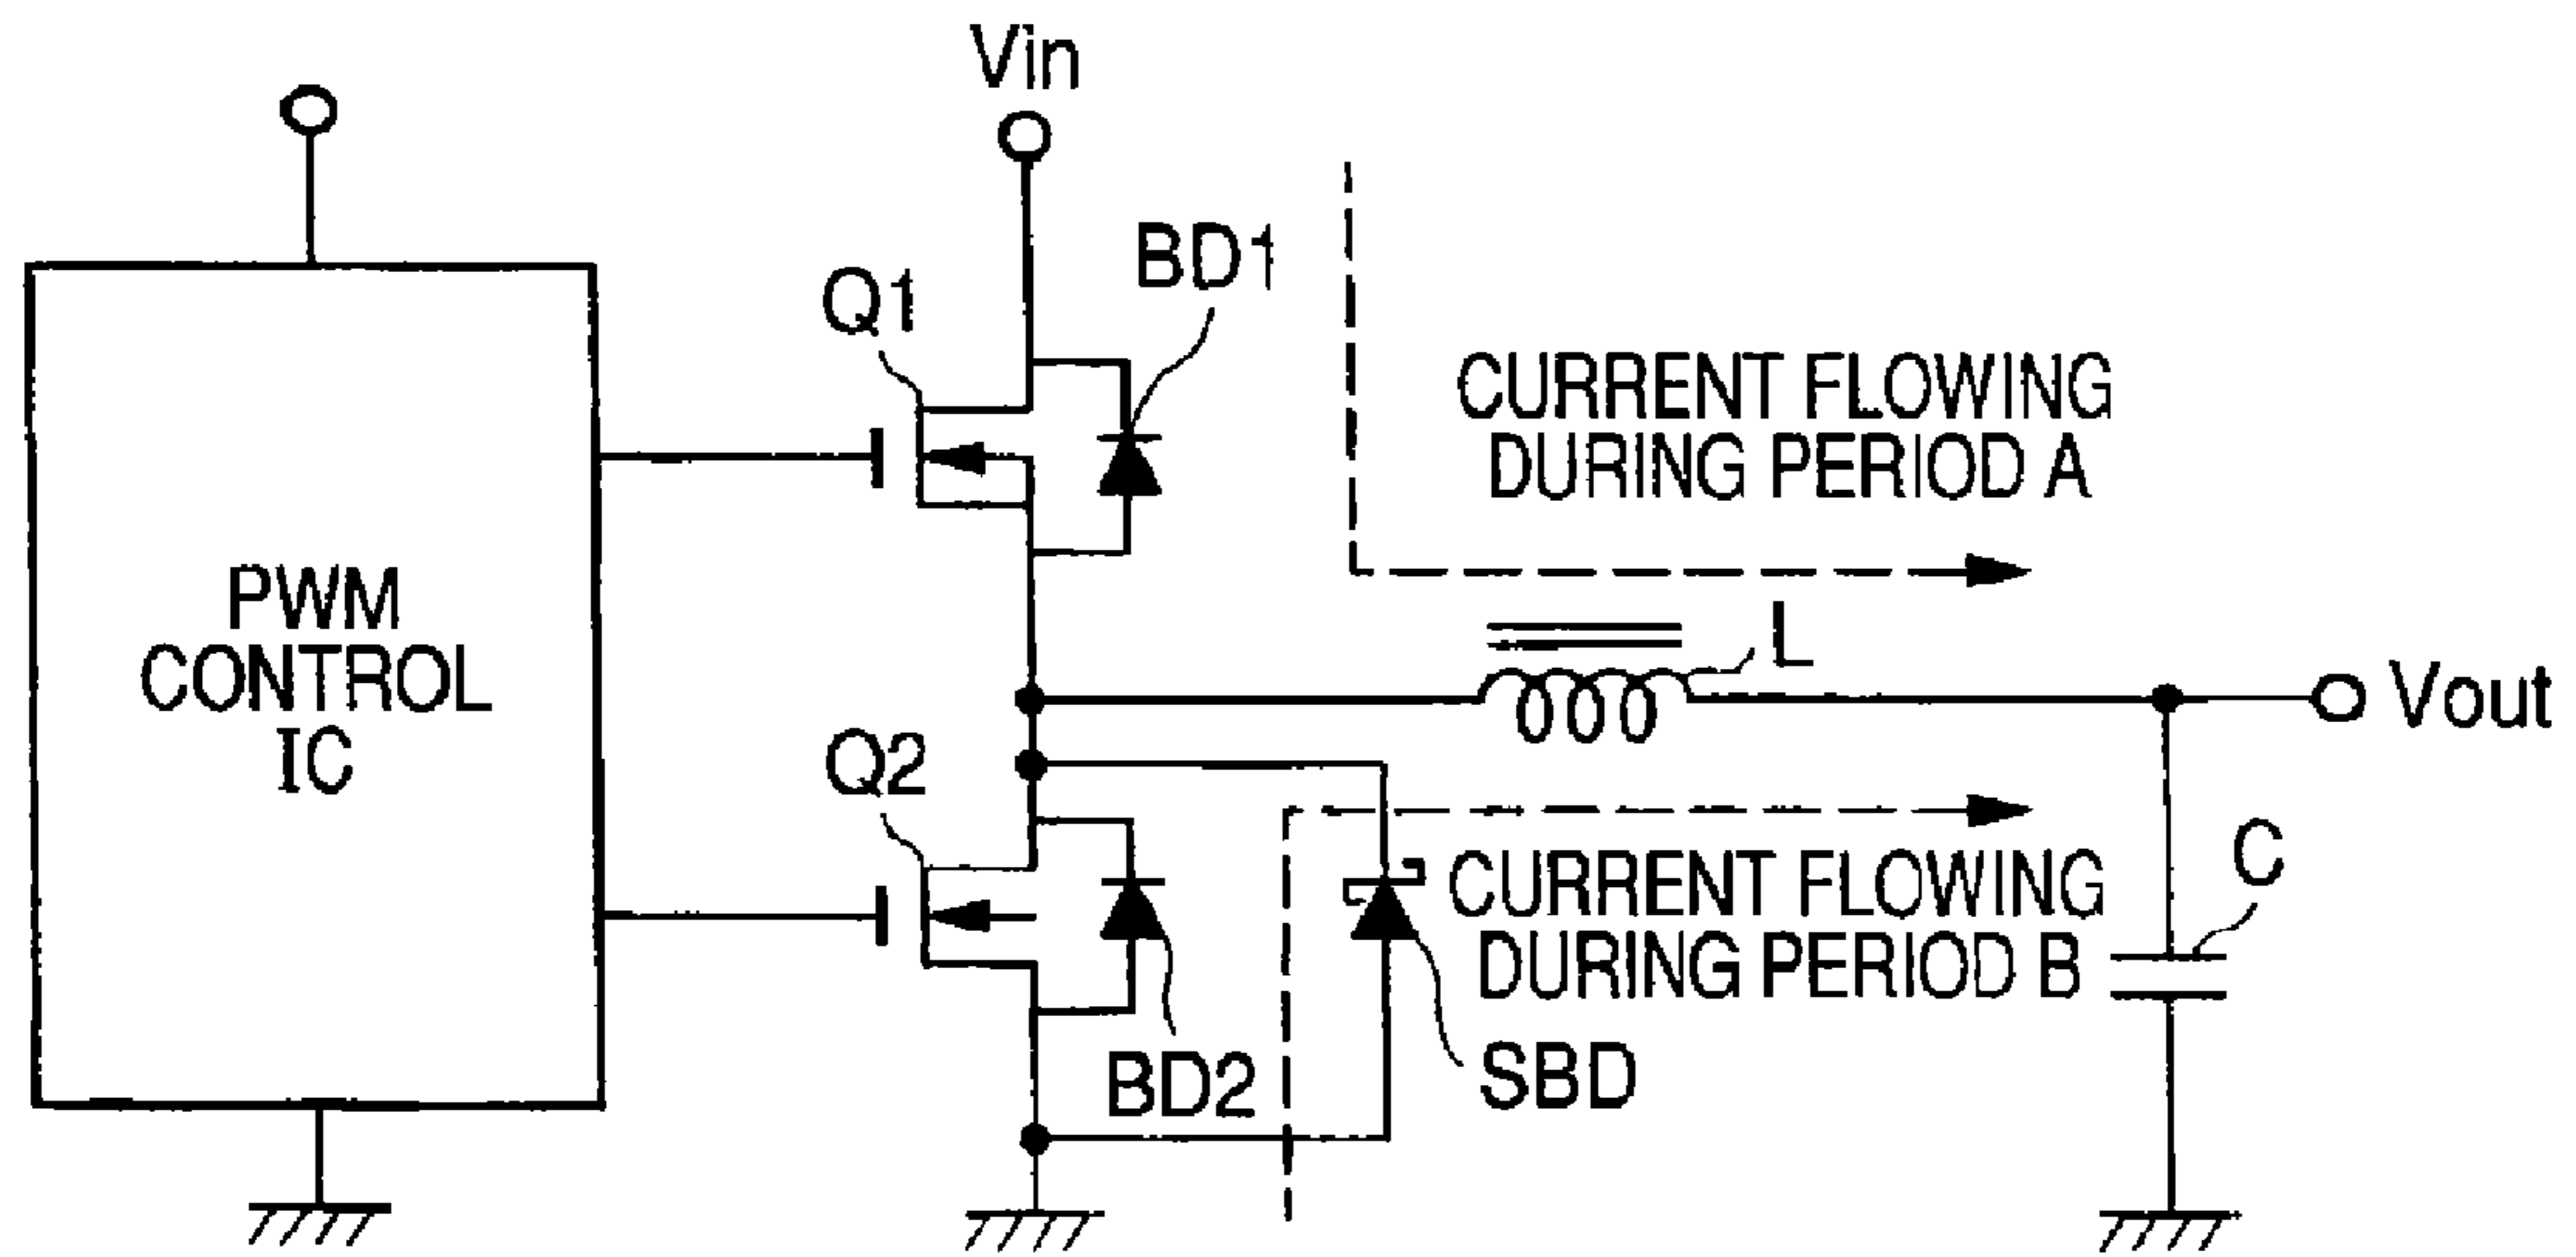 Vin
BD1
Q1
CURRENT FLOWING
DURING PERIOD A
PWM
CONTROL
IC
L
Vout
Q2
C
CURRENT FLOWING
DURING PERIOD B
BD2
SBD